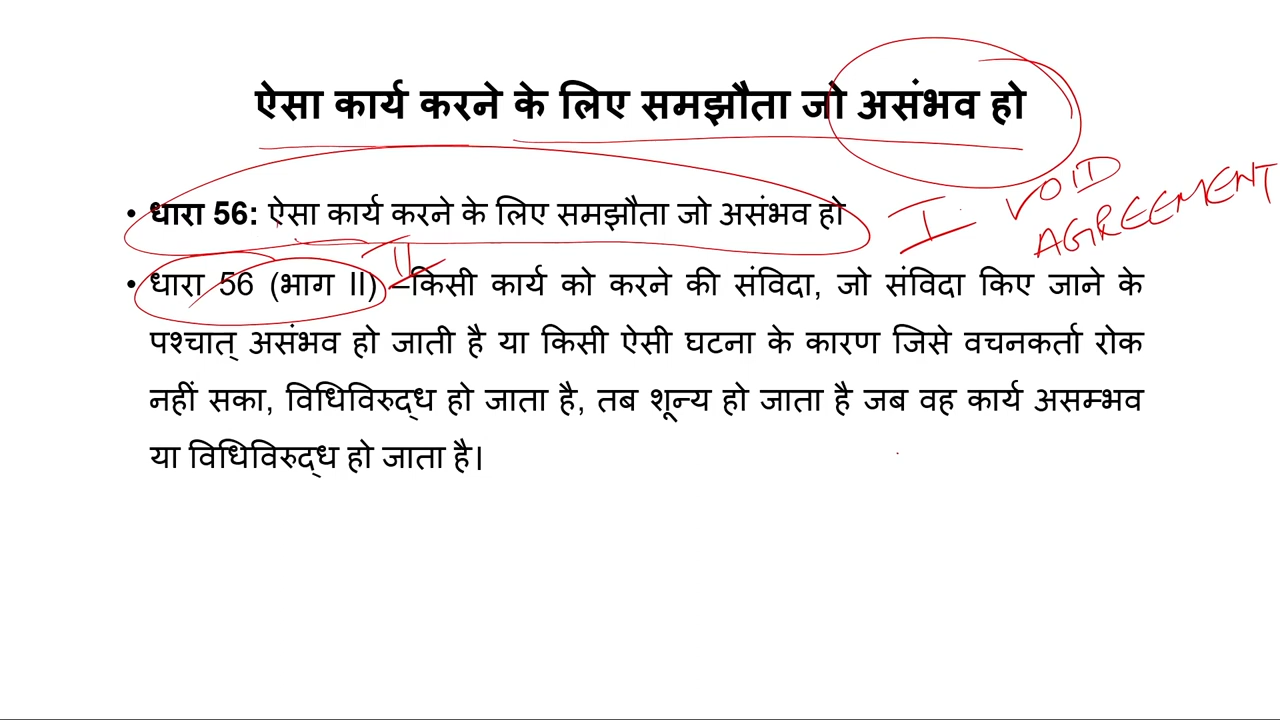 ऐसा कार्य करने के लिए समझौता जो असंभव हो
• धारा 56: ऐसा कार्य करने के लिए समझौता जो असंभव हो
I. VOID
AGREEMENT
II
• धारा 56 (भाग II) –किसी कार्य को करने की संविदा, जो संविदा किए जाने के
पश्चात् असंभव हो जाती है या किसी ऐसी घटना के कारण जिसे वचनकर्ता रोक
नहीं सका, विधिविरुद्ध हो जाता है, तब शून्य हो जाता है जब वह कार्य असम्भव
या विधिविरुद्ध हो जाता है।